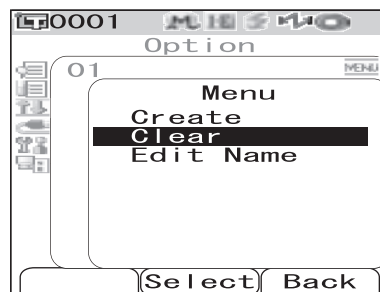 0001
Option
01 MENU
Menu
Create
Clear
Edit Name
Select Back